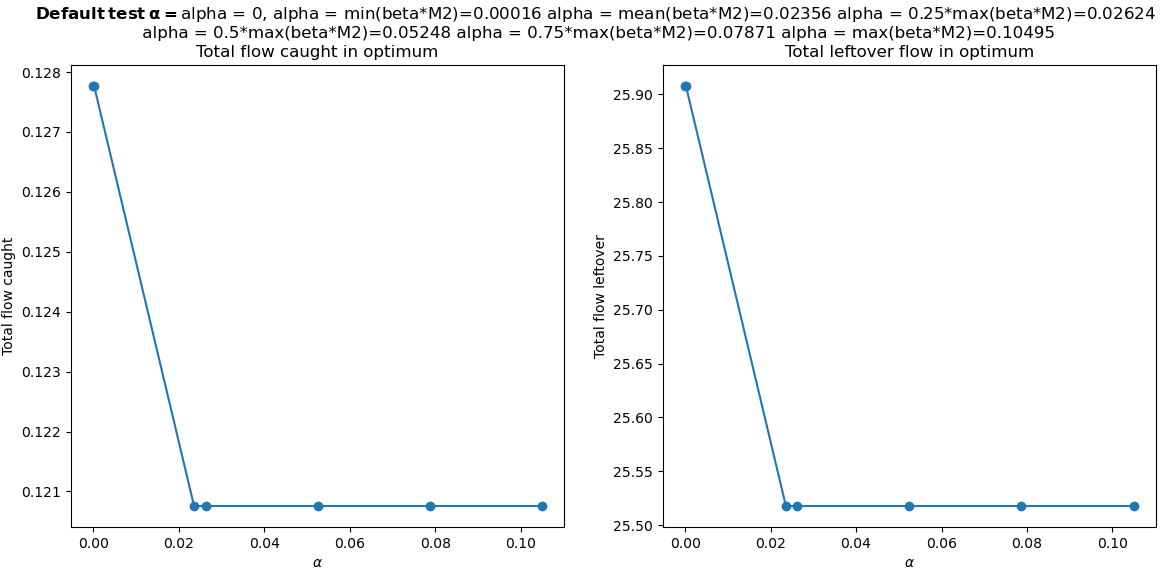 Default test α = alpha = 0, alpha = min(beta*M2)=0.00016 alpha = mean(beta*M2)=0.02356 alpha = 0.25*max(beta*M2)=0.02624
alpha = 0.5*max(beta*M2)=0.05248 alpha = 0.75*max(beta*M2)=0.07871 alpha = max(beta*M2)=0.10495
Total flow caught in optimum
0.128
0.127
0.126
0.125
0.124
0.123
0.122
0.121
Total flow caught
0.00 0.02 0.04 0.06 0.08 0.10
α
Total leftover flow in optimum
25.90
25.85
25.80
25.75
25.70
25.65
25.60
25.55
25.50
Total flow leftover
0.00 0.02 0.04 0.06 0.08 0.10
α